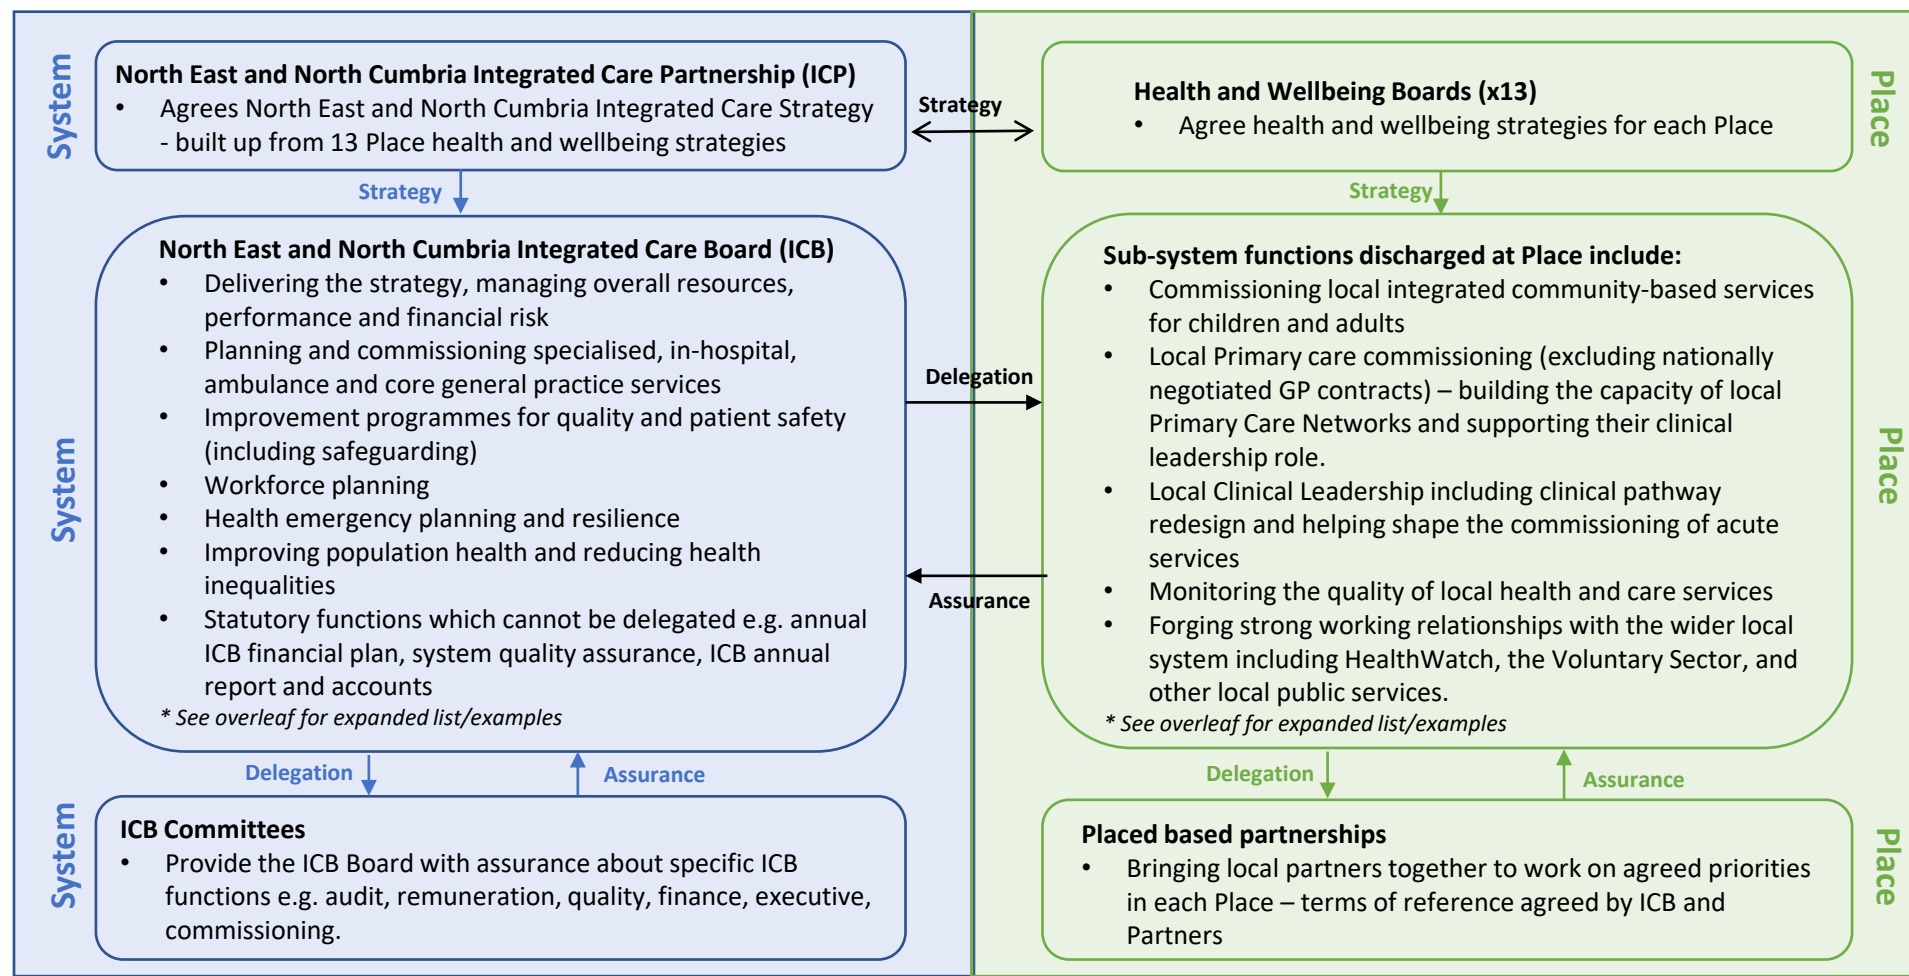 System
North East and North Cumbria Integrated Care Partnership (ICP)
• Agrees North East and North Cumbria Integrated Care Strategy
- built up from 13 Place health and wellbeing strategies
Strategy
Health and Wellbeing Boards (x13)
• Agree health and wellbeing strategies for each Place
Place
Strategy
Strategy
System
North East and North Cumbria Integrated Care Board (ICB)
• Delivering the strategy, managing overall resources,
performance and financial risk
• Planning and commissioning specialised, in-hospital,
ambulance and core general practice services
• Improvement programmes for quality and patient safety
(including safeguarding)
• Workforce planning
• Health emergency planning and resilience
• Improving population health and reducing health
inequalities
• Statutory functions which cannot be delegated e.g. annual
ICB financial plan, system quality assurance, ICB annual
report and accounts
* See overleaf for expanded list/examples
Delegation
Assurance
Sub-system functions discharged at Place include:
• Commissioning local integrated community-based services
for children and adults
• Local Primary care commissioning (excluding nationally
negotiated GP contracts) – building the capacity of local
Primary Care Networks and supporting their clinical
leadership role.
• Local Clinical Leadership including clinical pathway
redesign and helping shape the commissioning of acute
services
• Monitoring the quality of local health and care services
• Forging strong working relationships with the wider local
system including HealthWatch, the Voluntary Sector, and
other local public services.
* See overleaf for expanded list/examples
Place
Delegation
Assurance
Delegation
Assurance
System
ICB Committees
• Provide the ICB Board with assurance about specific ICB
functions e.g. audit, remuneration, quality, finance, executive,
commissioning.
Placed based partnerships
• Bringing local partners together to work on agreed priorities
in each Place – terms of reference agreed by ICB and
Partners
Place